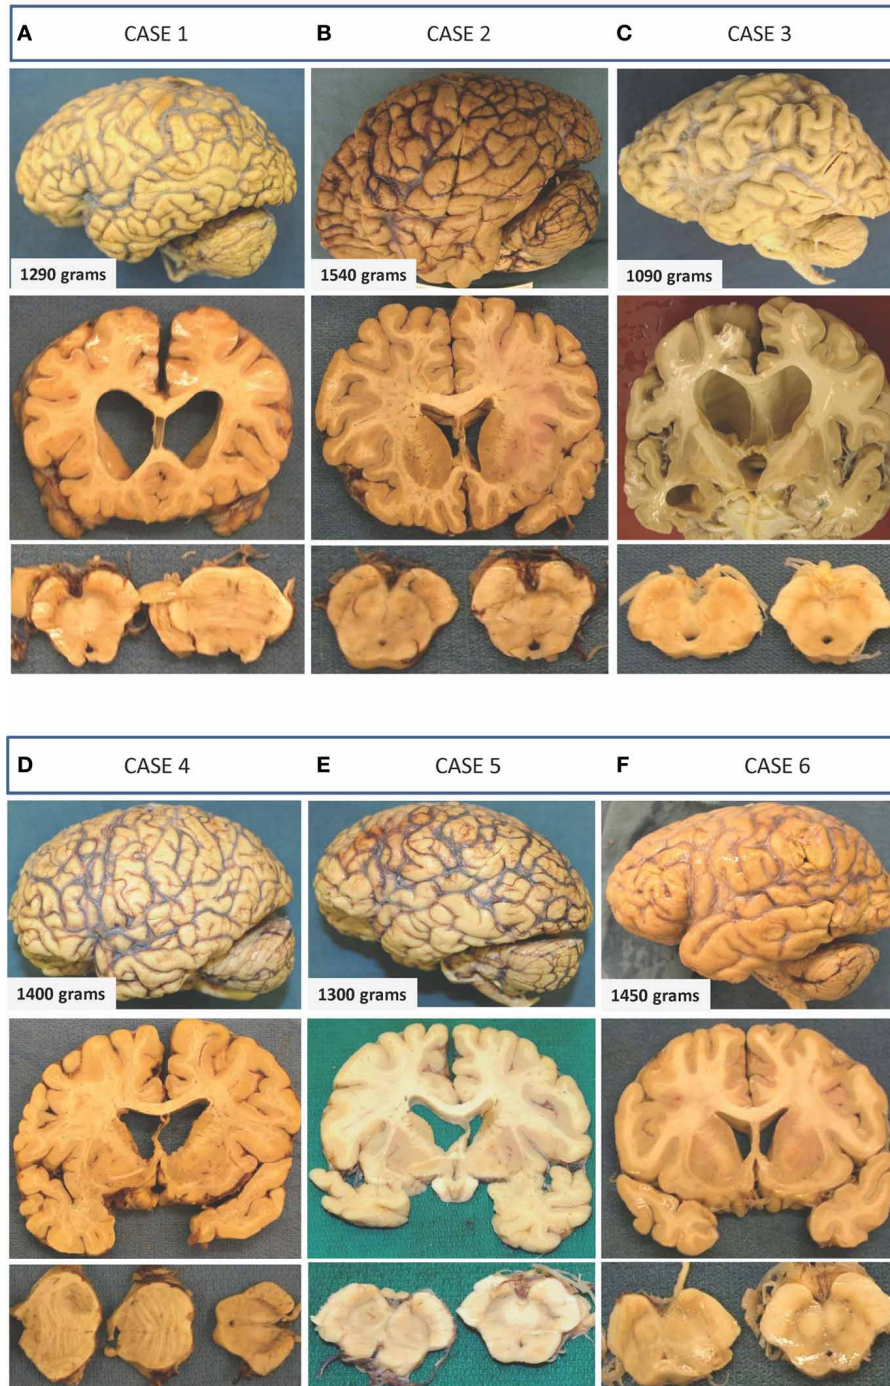 A CASE 1 B CASE 2 C CASE 3
1290 grams 1540 grams 1090 grams
D CASE 4 E CASE 5 F CASE 6
1400 grams 1300 grams 1450 grams